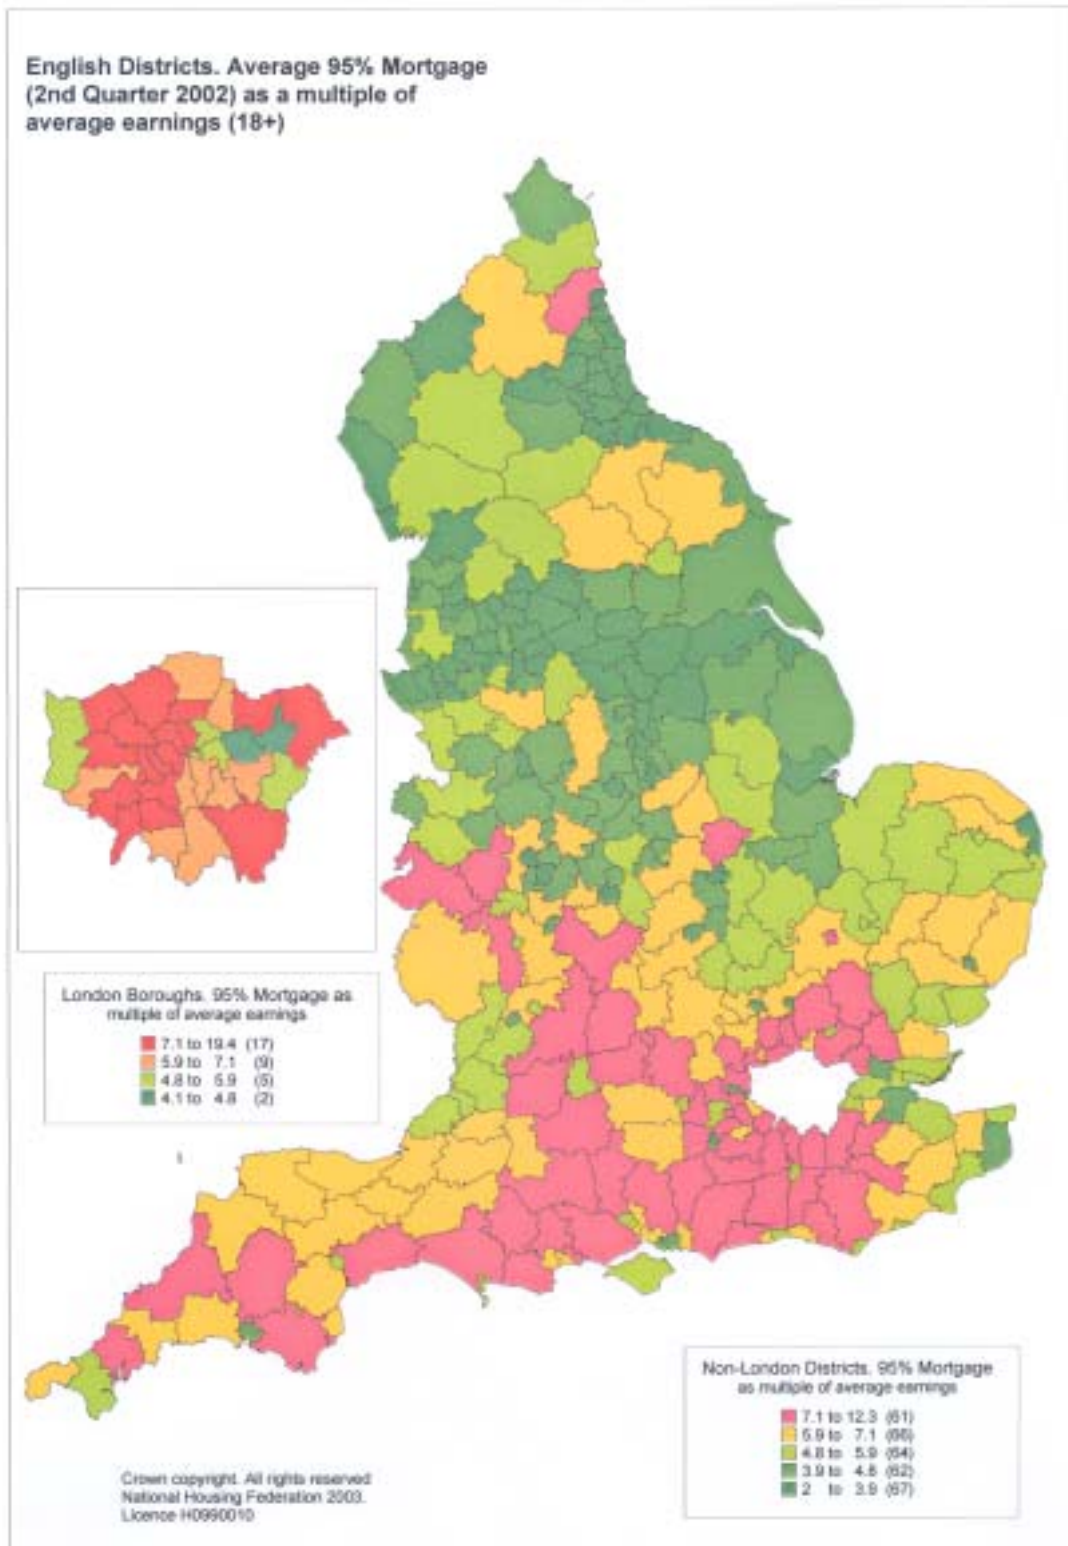 English Districts. Average 95% Mortgage
(2nd Quarter 2002) as a multiple of
average earnings (18+)
London Boroughs. 95% Mortgage as
multiple of average earnings
7.1 to 19.4 (17)
5.9 to 7.1 (9)
4.8 to 5.9 (5)
4.1 to 4.8 (2)
Non-London Districts. 95% Mortgage
as multiple of average earnings
7.1 to 12.3 (61)
5.9 to 7.1 (66)
4.8 to 5.9 (64)
3.9 to 4.8 (62)
2 to 3.9 (67)
Crown copyright. All rights reserved
National Housing Federation 2003.
Licence H0990010